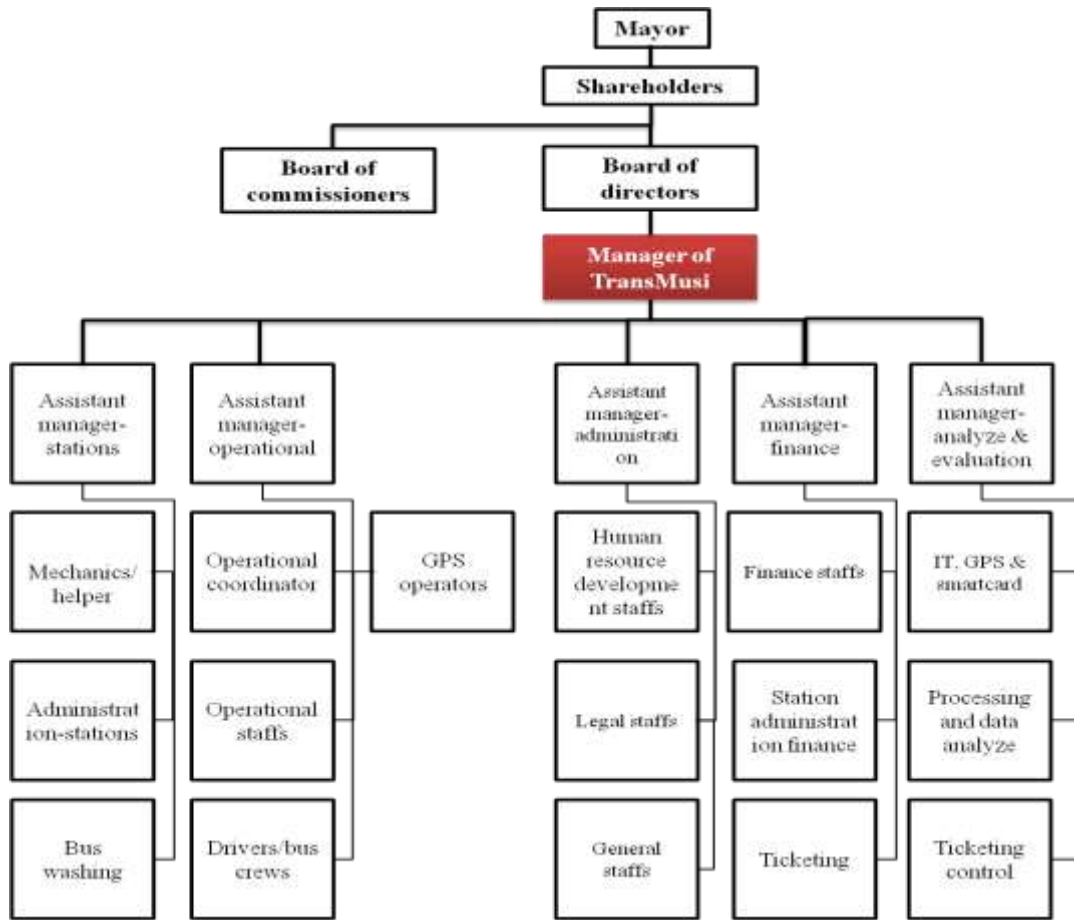 Mayor
Shareholders
Board of
commissioners
Board of
directors
Manager of
TransMusi
Assistant
manager-
stations
Assistant
manager-
operational
Assistant
manager-
administrati
on
Assistant
manager-
finance
Assistant
manager-
analyze &
evaluation
Mechanics/
helper
Operational
coordinator
GPS
operators
Human
resource
developme
nt staffs
Finance staffs
IT, GPS &
smartcard
Administrat
ion-stations
Operational
staffs
Legal staffs
Station
administrat
ion finance
Processing
and data
analyze
Bus
washing
Drivers/bus
crews
General
staffs
Ticketing
Ticketing
control